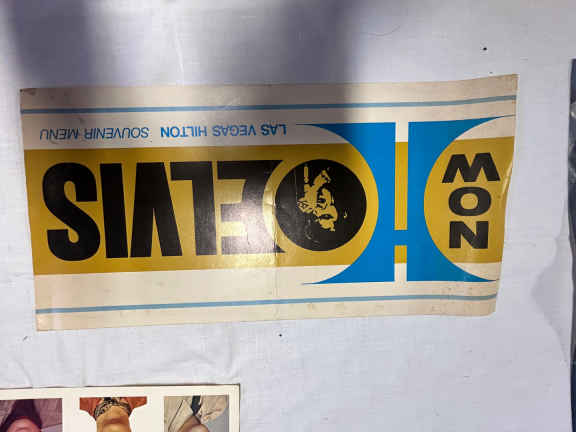 NOW
H
ELVIS
LAS VEGAS HILTON SOUVENIR MENU